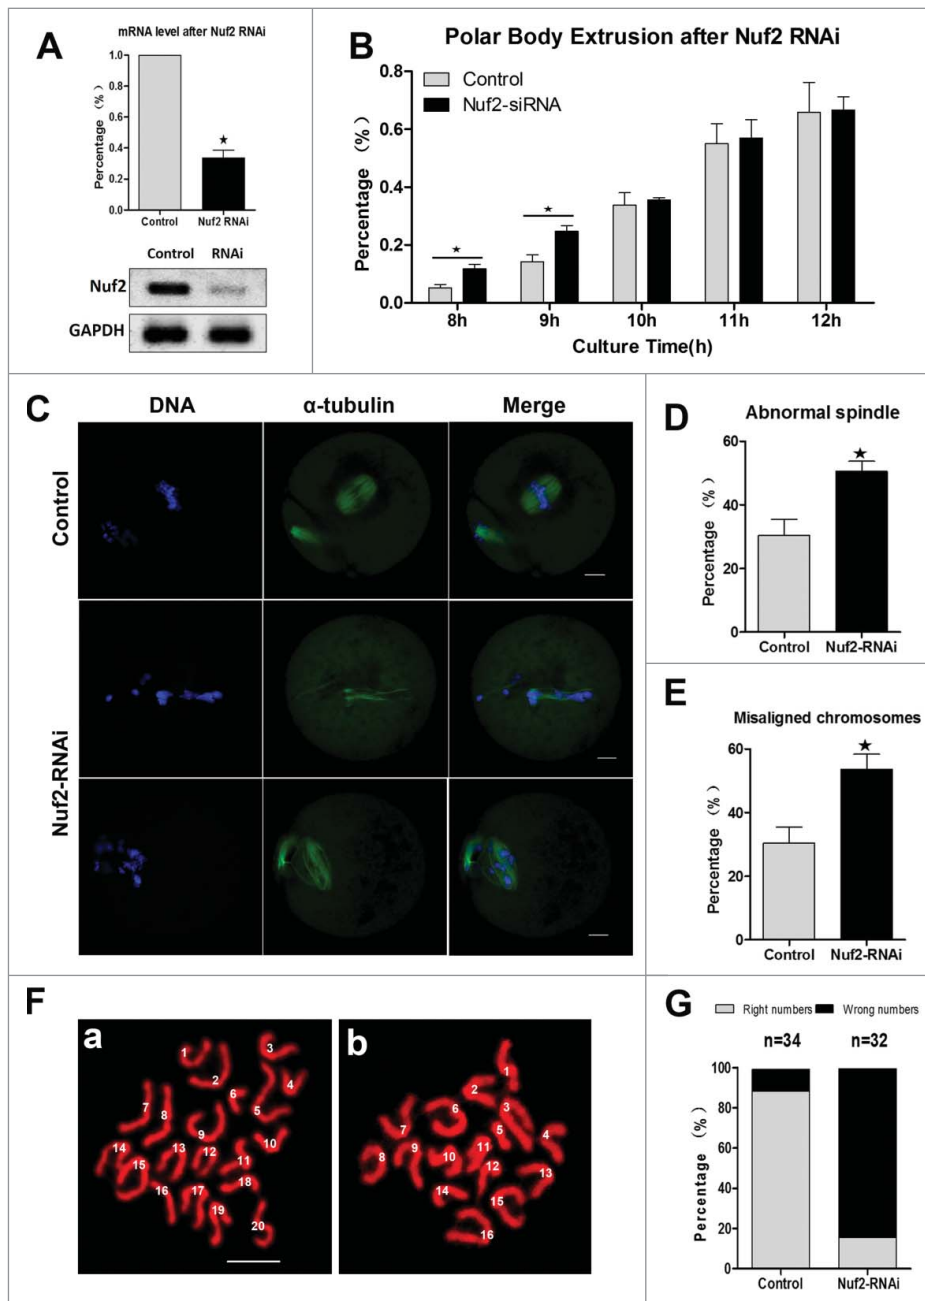 A
mRNA level after Nuf2 RNAi
Percentage (%)
1.0
0.8
0.6
0.4
0.2
0.0
★
Control
Nuf2 RNAi
Control
RNAi
Nuf2
GAPDH
B
Polar Body Extrusion after Nuf2 RNAi
Control
Nuf2-siRNA
Percentage (%)
0.8
0.6
0.4
0.2
0.0
★
★
8h
9h
10h
11h
12h
Culture Time(h)
C
DNA
α-tubulin
Merge
Control
Nuf2-RNAi
D
Abnormal spindle
Percentage (%)
60
40
20
0
★
Control
Nuf2-RNAi
E
Misaligned chromosomes
Percentage (%)
60
40
20
0
★
Control
Nuf2-RNAi
F
a
1
2
3
4
5
6
7
8
9
10
11
12
13
14
15
16
17
18
19
20
b
1
2
3
4
5
6
7
8
9
10
11
12
13
14
15
16
G
Right numbers
Wrong numbers
n=34
n=32
Percentage (%)
100
80
60
40
20
0
Control
Nuf2-RNAi